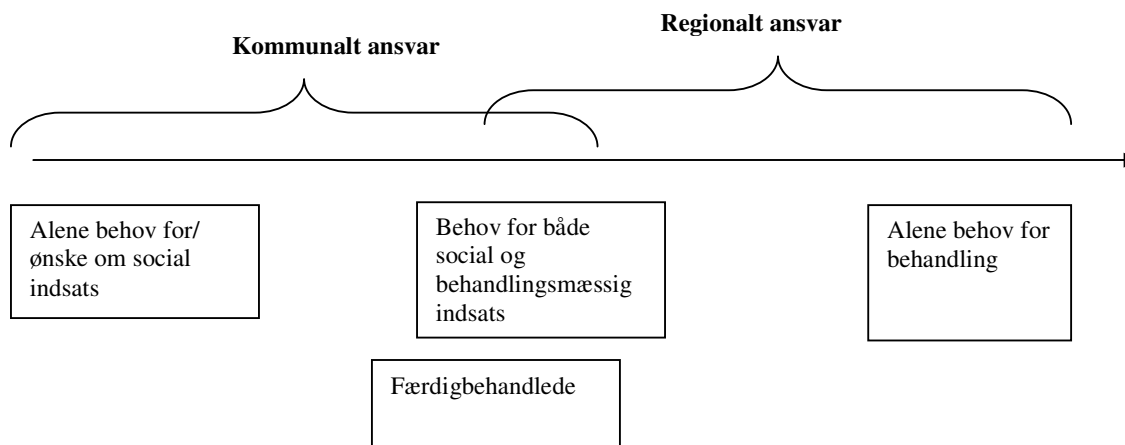 Regionalt ansvar
Kommunalt ansvar
Alene behov for/
ønske om social
indsats
Behov for både
social og
behandlingsmæssig
indsats
Alene behov for
behandling
Færdigbehandlede